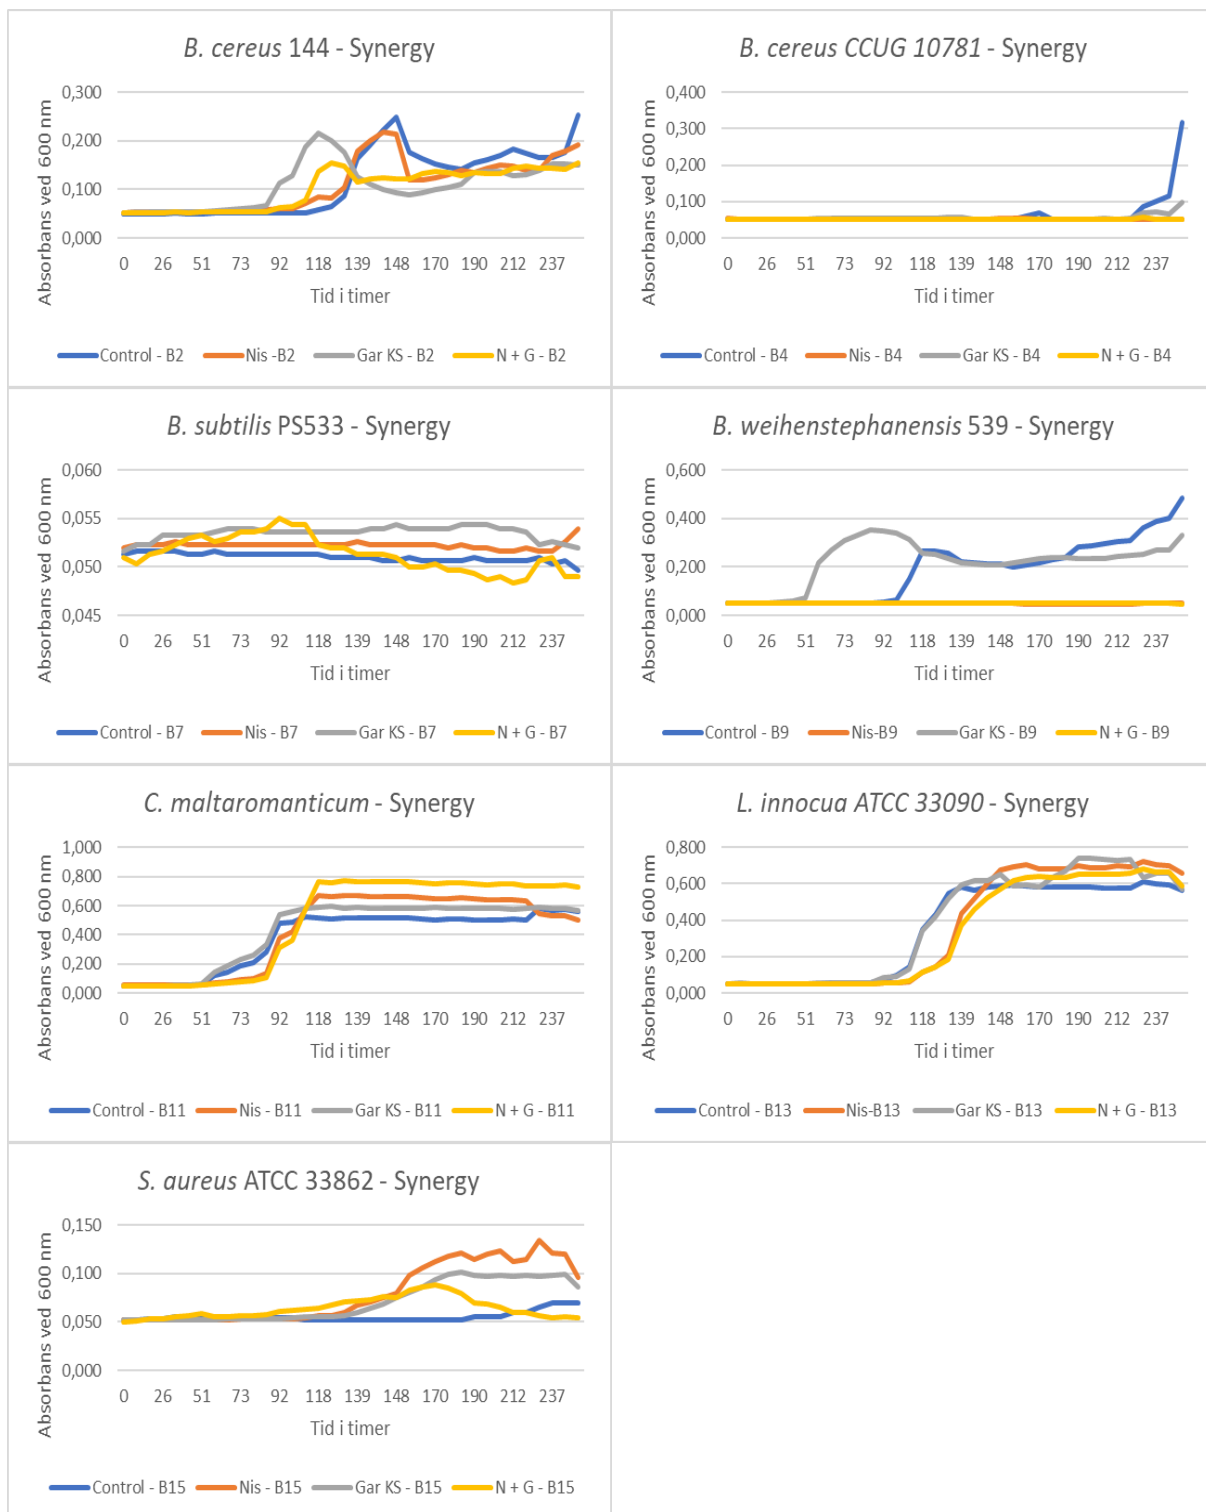 B. cereus 144 - Synergy
Absorbans ved 600 nm
0,300
0,200
0,100
0,000
0 26 51 73 92 118 139 148 170 190 212 237
Tid i timer
Control - B2 Nis -B2 Gar KS - B2 N + G - B2
B. cereus CCUG 10781 - Synergy
Absorbans ved 600 nm
0,400
0,300
0,200
0,100
0,000
0 26 51 73 92 118 139 148 170 190 212 237
Tid i timer
Control - B4 Nis - B4 Gar KS - B4 N + G - B4
B. subtilis PS533 - Synergy
Absorbans ved 600 nm
0,060
0,055
0,050
0,045
0 26 51 73 92 118 139 148 170 190 212 237
Tid i timer
Control - B7 Nis - B7 Gar KS - B7 N + G - B7
B. weihenstephanensis 539 - Synergy
Absorbans ved 600 nm
0,600
0,400
0,200
0,000
0 26 51 73 92 118 139 148 170 190 212 237
Tid i timer
Control - B9 Nis-B9 Gar KS - B9 N + G - B9
C. maltaromanticum - Synergy
Absorbans ved 600 nm
1,000
0,800
0,600
0,400
0,200
0,000
0 26 51 73 92 118 139 148 170 190 212 237
Tid i timer
Control - B11 Nis - B11 Gar KS - B11 N + G - B11
L. innocua ATCC 33090 - Synergy
Absorbans ved 600 nm
0,800
0,600
0,400
0,200
0,000
0 26 51 73 92 118 139 148 170 190 212 237
Tid i timer
Control - B13 Nis-B13 Gar KS - B13 N + G - B13
S. aureus ATCC 33862 - Synergy
Absorbans ved 600 nm
0,150
0,100
0,050
0,000
0 26 51 73 92 118 139 148 170 190 212 237
Tid i timer
Control - B15 Nis - B15 Gar KS - B15 N + G - B15